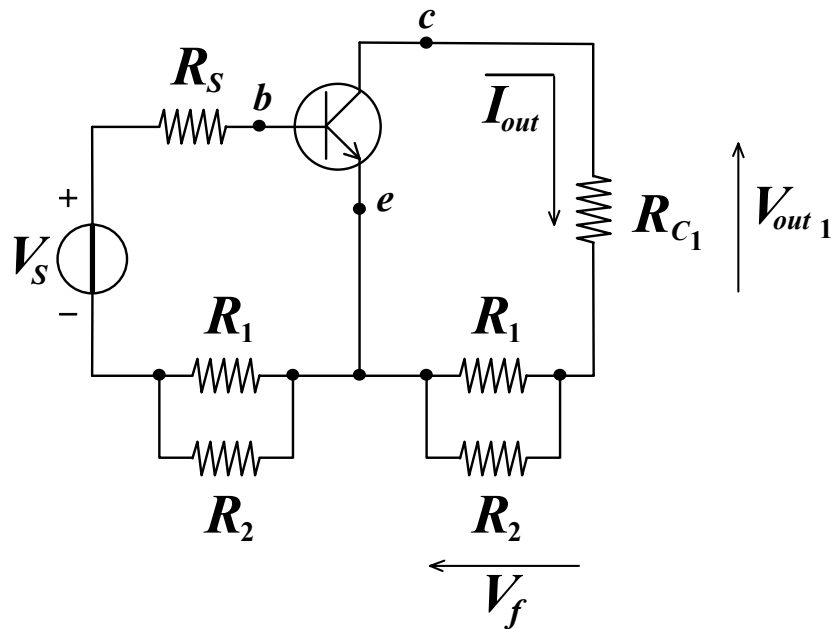 c
R_S
b
I_out
e
+
R_C1
V_out 1
V_S
−
R_1
R_1
R_2
R_2
V_f